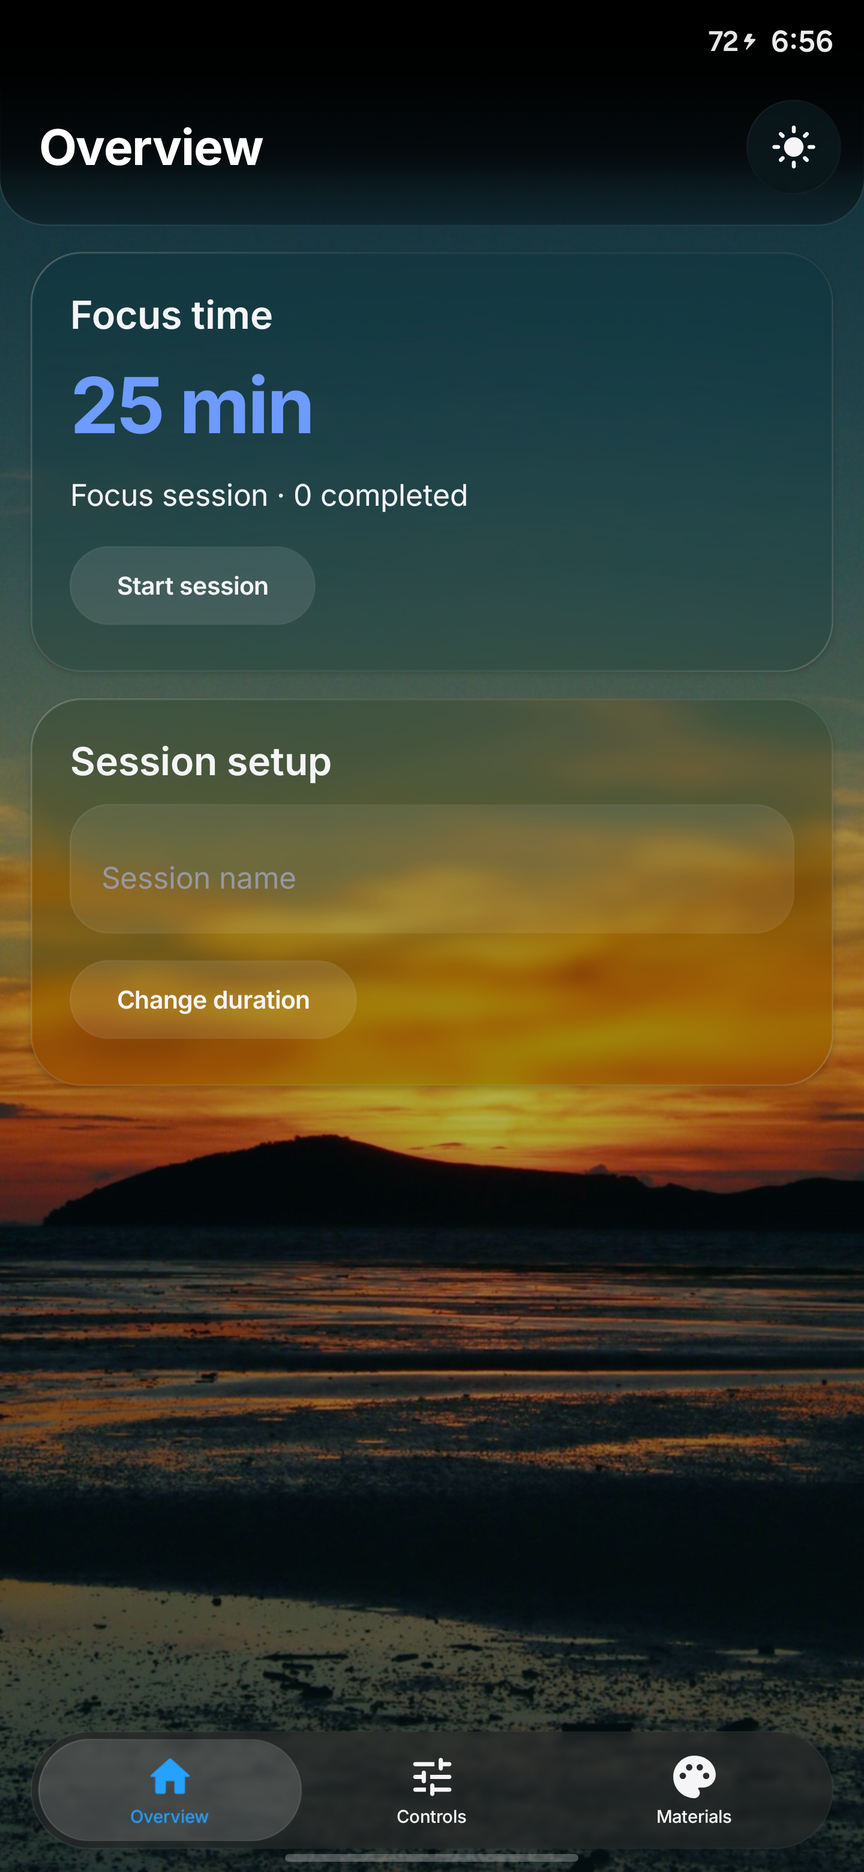 72 6:56
Overview
Focus time
25 min
Focus session · 0 completed
Start session
Session setup
Session name
Change duration
Overview
Controls
Materials